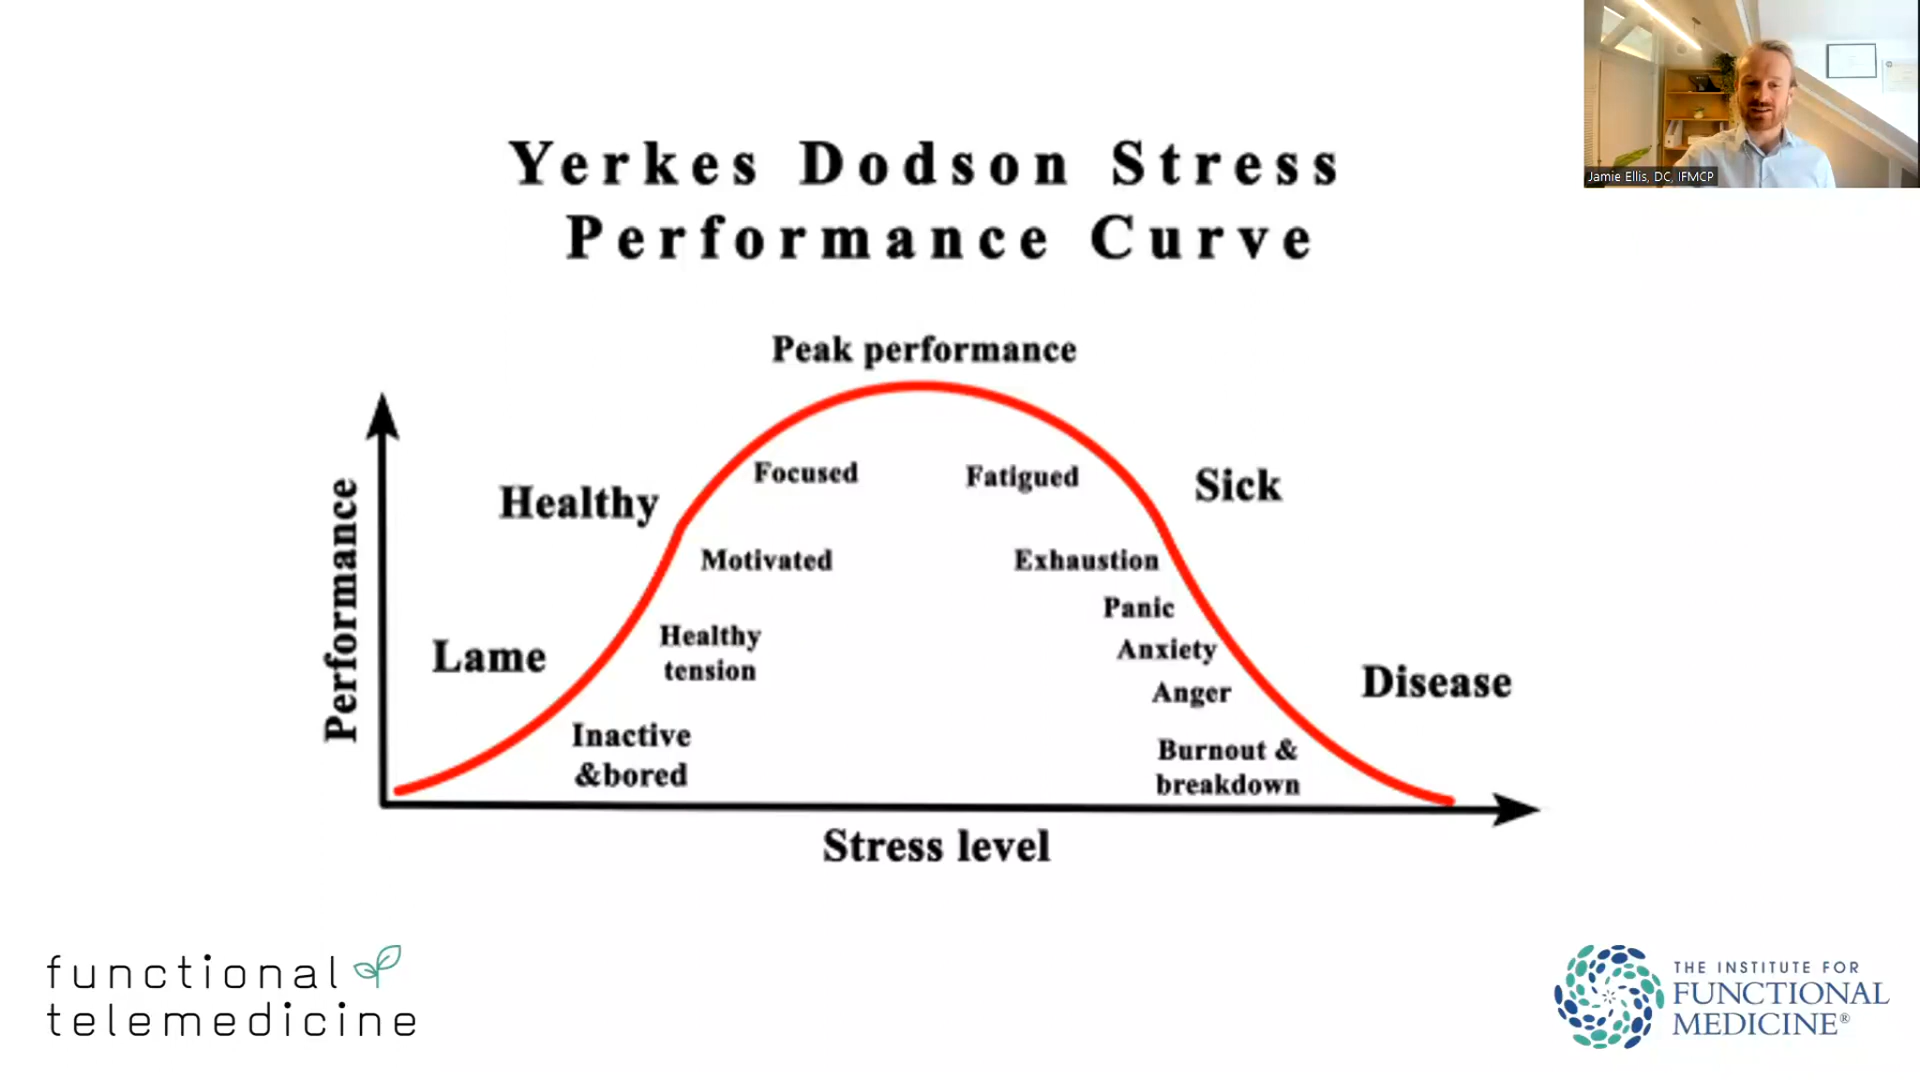 Yerkes Dodson Stress
Performance Curve
Jamie Ellis, DC, IFMCP
Peak performance
Performance
Healthy
Focused
Fatigued
Sick
Motivated
Exhaustion
Panic
Lame
Healthy
tension
Anxiety
Anger
Disease
Inactive
&bored
Burnout &
breakdown
Stress level
functional
telemedicine
THE INSTITUTE FOR
FUNCTIONAL
MEDICINE®